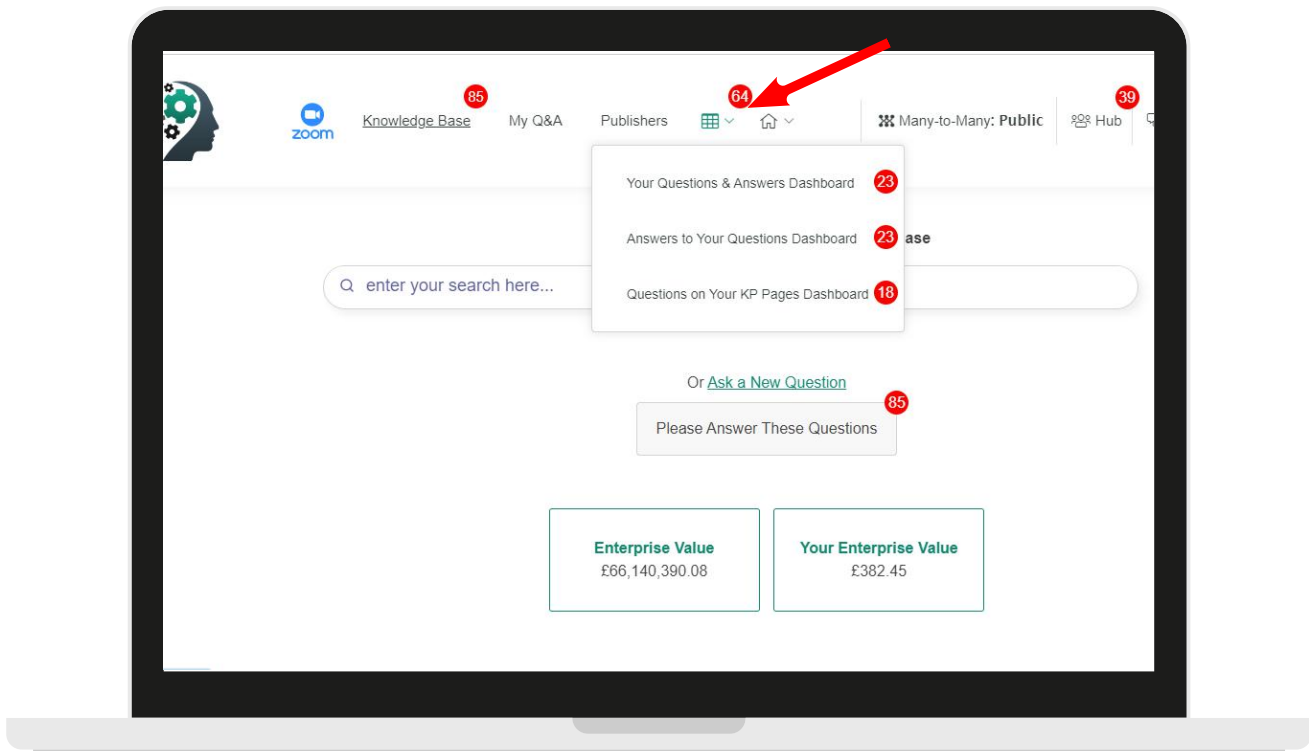 85
64
39
zoom
Knowledge Base
My Q&A
Publishers
Many-to-Many: Public
Hub
Your Questions & Answers Dashboard 23
Answers to Your Questions Dashboard 23
ase
enter your search here...
Questions on Your KP Pages Dashboard 18
Or Ask a New Question
85
Please Answer These Questions
Enterprise Value
£66,140,390.08
Your Enterprise Value
£382.45